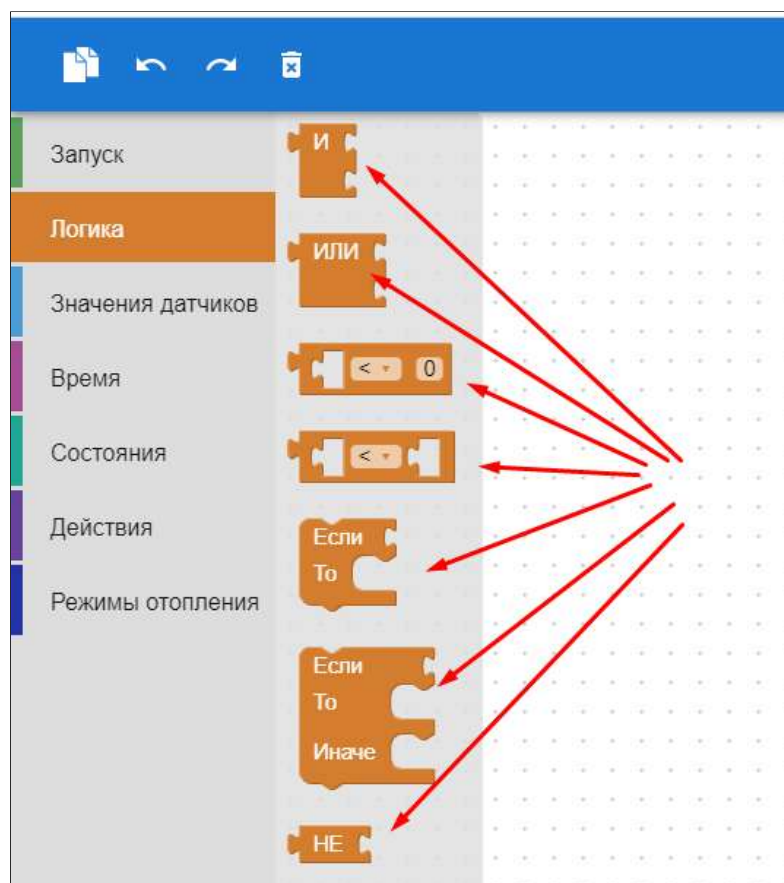 Запуск
Логика
Значения датчиков
Время
Состояния
Действия
Режимы отопления
И
ИЛИ
< 0
<
Если
То
Если
То
Иначе
НЕ